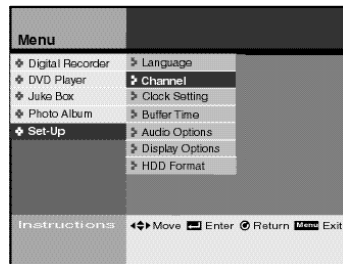 Menu
Digital Recorder
DVD Player
Juke Box
Photo Album
Set-Up
Language
Channel
Clock Setting
Buffer Time
Audio Options
Display Options
HDD Format
Instructions
Move Enter Return Menu Exit